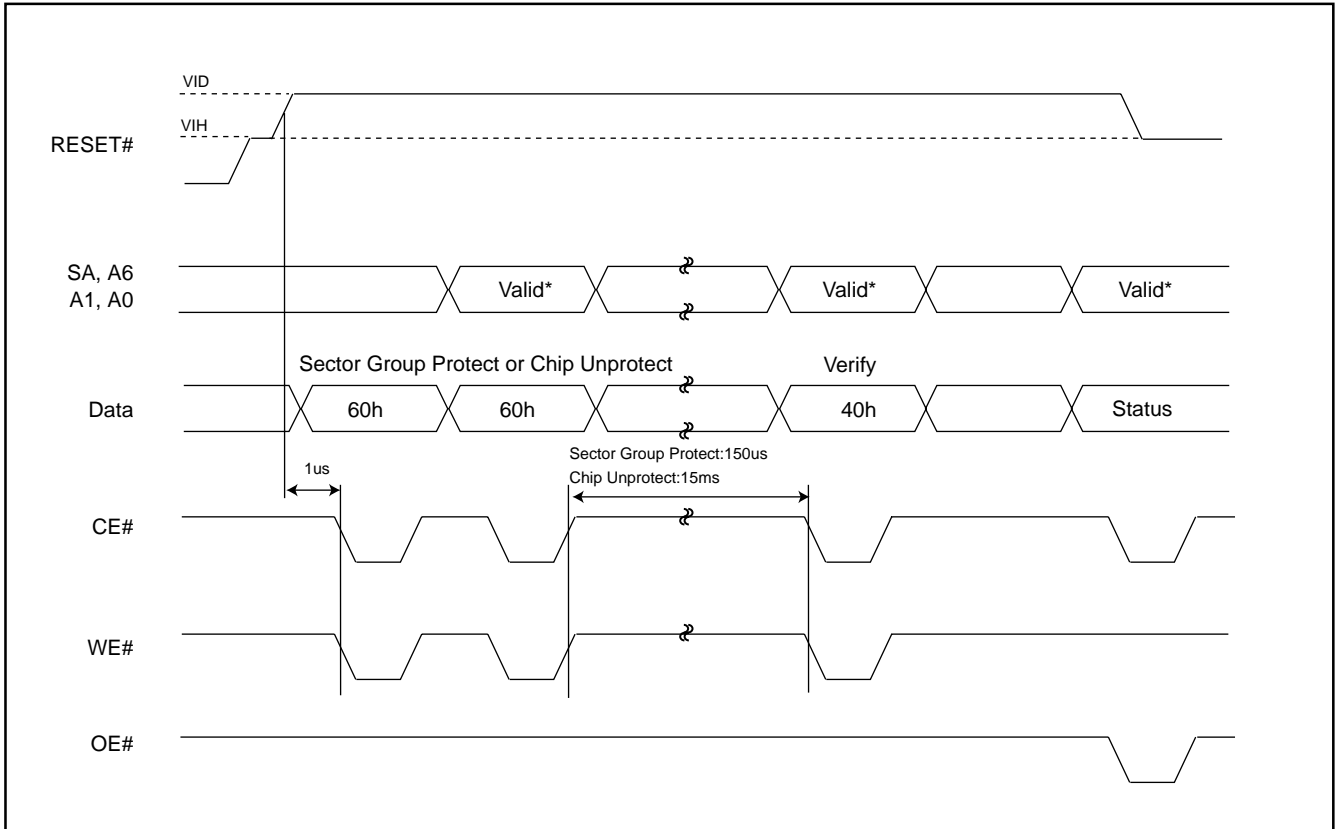 VID
VIH
RESET#
SA, A6
A1, A0
Valid*
Valid*
Valid*
Sector Group Protect or Chip Unprotect
Verify
Data
60h
60h
40h
Status
Sector Group Protect:150us
Chip Unprotect:15ms
1us
CE#
WE#
OE#